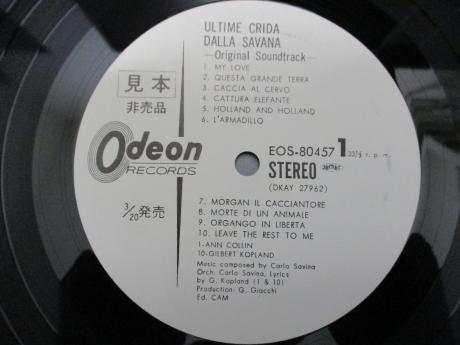 ULTIME CRIDA
DALLA SAVANA
—Original Soundtrack—
1 MY LOVE
2 QUESTA GRANDE TERRA
3 CACCIA AL CERVO
4 CATTURA ELEFANTE
5 HOLLAND AND HOLLAND
6 L'ARMADILLO
見本
非売品
Odeon
RECORDS
3/20発売
EOS-80457 1 33⅓ r.p.m.
STEREO
(DKAY 27962)
7. MORGAN IL CACCIANTORE
8. MORTE DI UN ANIMALE
9. ORGANGO IN LIBERTA
10. LEAVE THE REST TO ME
1-ANN COLLIN
10-GILBERT KOPLAND
Music composed by Carlo Savina
Orch: Carlo Savina, Lyrics
by G. Kopland (1 & 10)
Production: G. Giacchi
Ed. CAM